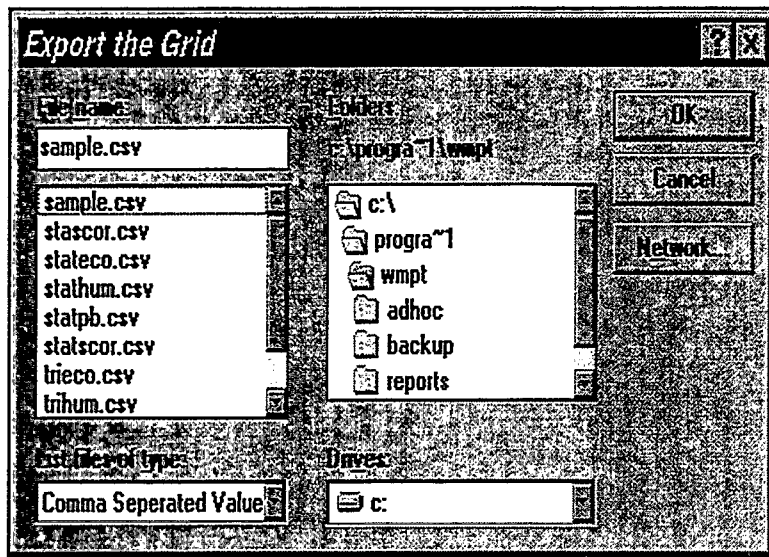 Export the Grid
? X
File name:
sample.csv
sample.csv
stascor.csv
stateco.csv
stathum.csv
statpb.csv
statscor.csv
trieco.csv
trihum.csv
List files of type:
Comma Seperated Value
Folders:
c:\progra~1\wmpt
c:\
progra~1
wmpt
adhoc
backup
reports
Drives:
c:
OK
Cancel
Network...